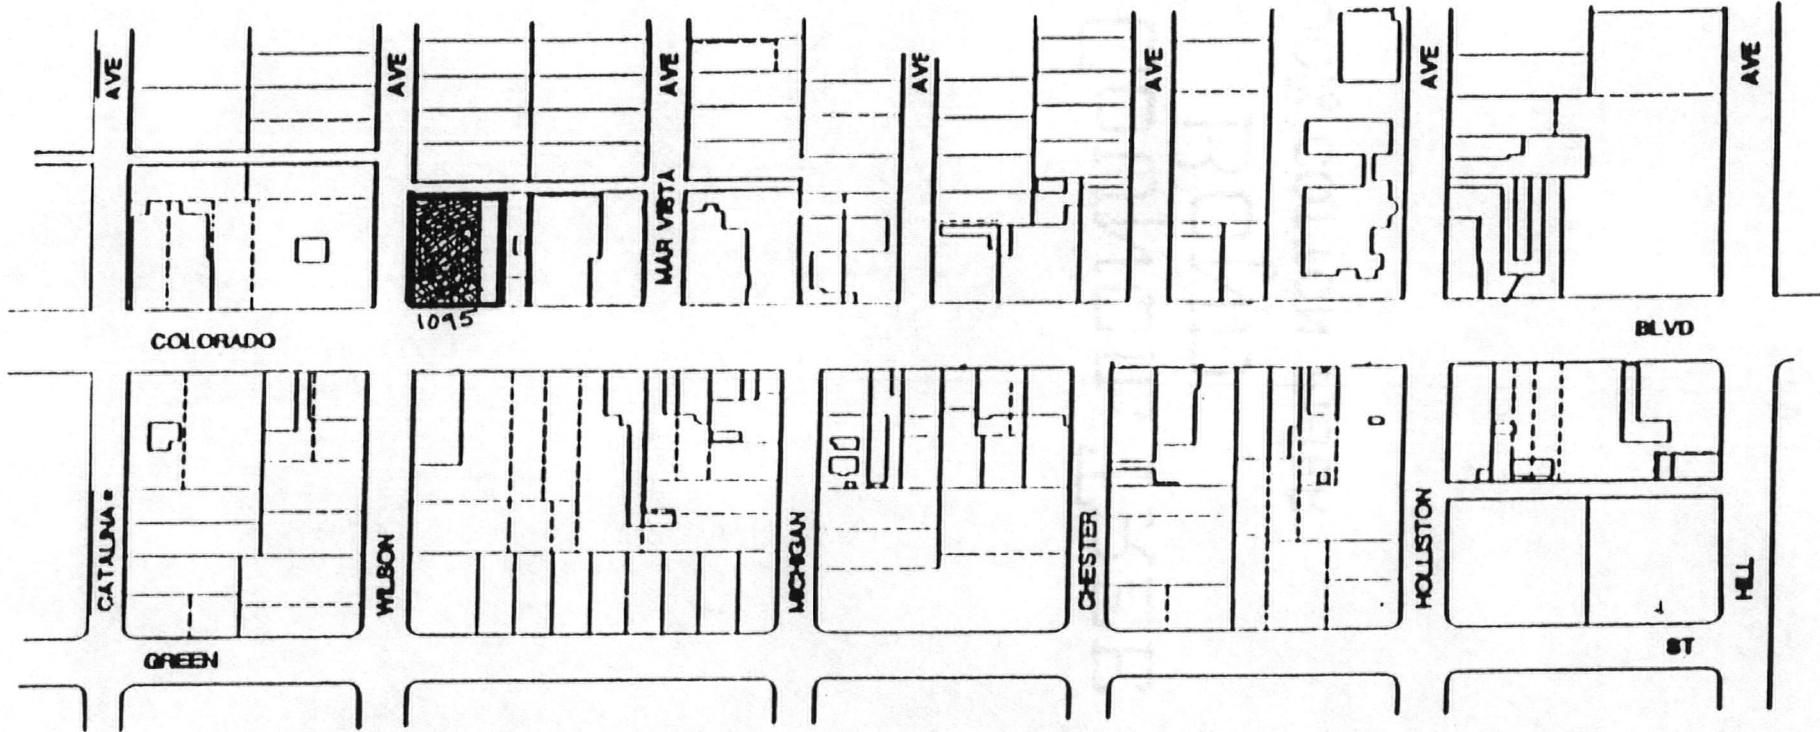 AVE
AVE
AVE
AVE
AVE
AVE
AVE
MAR VISTA
1095
COLORADO
BLVD
CATALINA
WILSON
MICHIGAN
CHESTER
HOLLISTON
HILL
GREEN
ST